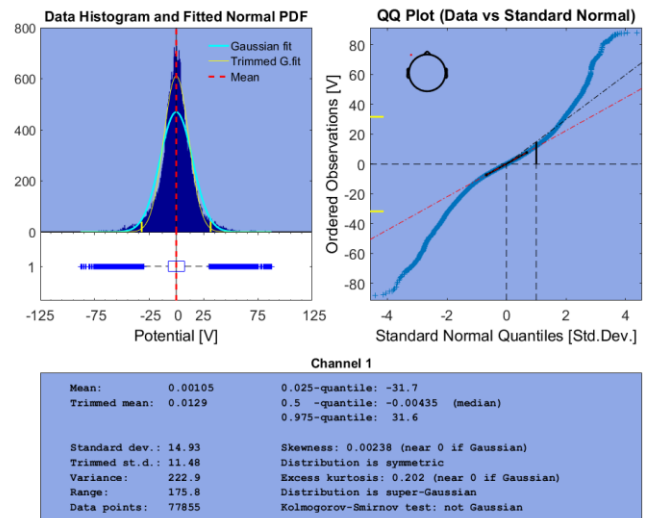 Data Histogram and Fitted Normal PDF
800
600
400
200
0
Gaussian fit
Trimmed G.fit
Mean
1
-125 -75 -25 0 25 75 125
Potential [V]
QQ Plot (Data vs Standard Normal)
Ordered Observations [V]
80
60
40
20
0
-20
-40
-60
-80
-4 -2 0 2 4
Standard Normal Quantiles [Std.Dev.]
Channel 1
Mean: 0.00105 0.025-quantile: -31.7
Trimmed mean: 0.0129 0.5 -quantile: -0.00435 (median)
0.975-quantile: 31.6
Standard dev.: 14.93 Skewness: 0.00238 (near 0 if Gaussian)
Trimmed st.d.: 11.48 Distribution is symmetric
Variance: 222.9 Excess kurtosis: 0.202 (near 0 if Gaussian)
Range: 175.8 Distribution is super-Gaussian
Data points: 77855 Kolmogorov-Smirnov test: not Gaussian